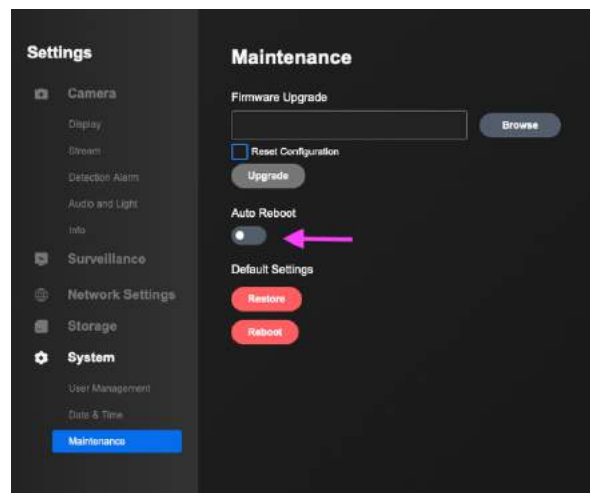 Settings
Camera
Display
Stream
Detection Alarm
Audio and Light
Info
Surveillance
Network Settings
Storage
System
User Management
Date & Time
Maintenance
Maintenance
Firmware Upgrade
Browse
Reset Configuration
Upgrade
Auto Reboot
Default Settings
Restore
Reboot